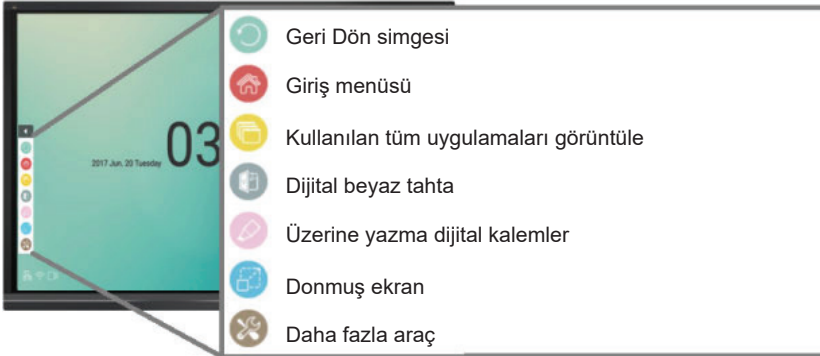 Geri Dön simgesi
Giriş menüsü
Kullanılan tüm uygulamaları görüntüle
2017 Jun, 20 Tuesday 03
Dijital beyaz tahta
Üzerine yazma dijital kalemler
Donmuş ekran
Daha fazla araç